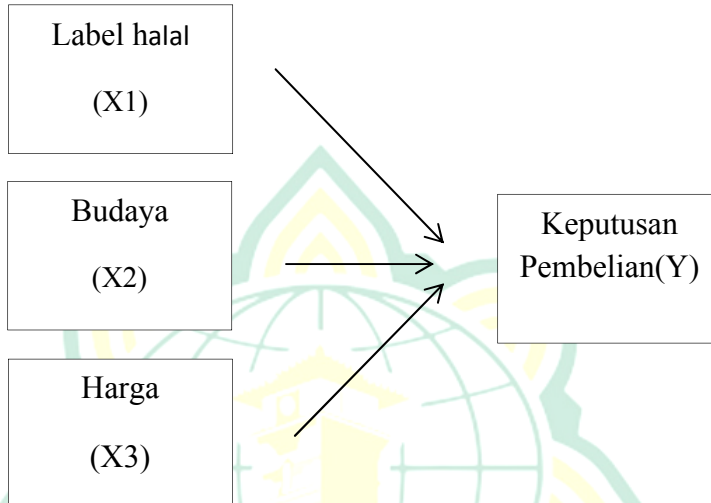 Label halal
(X1)
Budaya
(X2)
Keputusan
Pembelian(Y)
Harga
(X3)